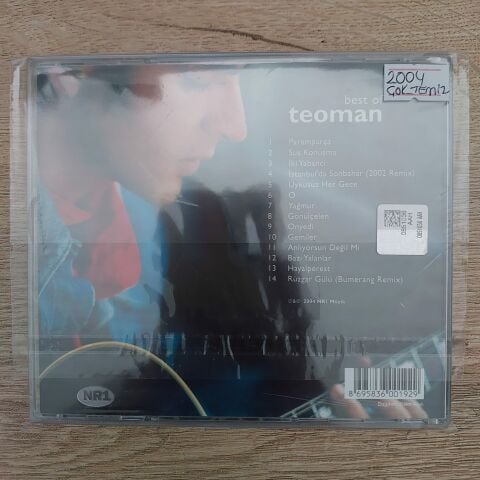 2004
ÇOK TEMİZ
best of
teoman
1 Paramparça
2 Sus Konuşma
3 İki Yabancı
4 İstanbul'da Sonbahar (2002 Remix)
5 Uykusuz Her Gece
6 O
7 Yağmur
8 Gönülçelen
9 Onyedi
10 Gemiler
11 Anlıyorsun Değil Mi
12 Bazı Yalanlar
13 Hayalperest
14 Rüzgar Gülü (Bumerang Remix)
℗&© 2004 NR1 Müzik
NR1
8 695836 001929